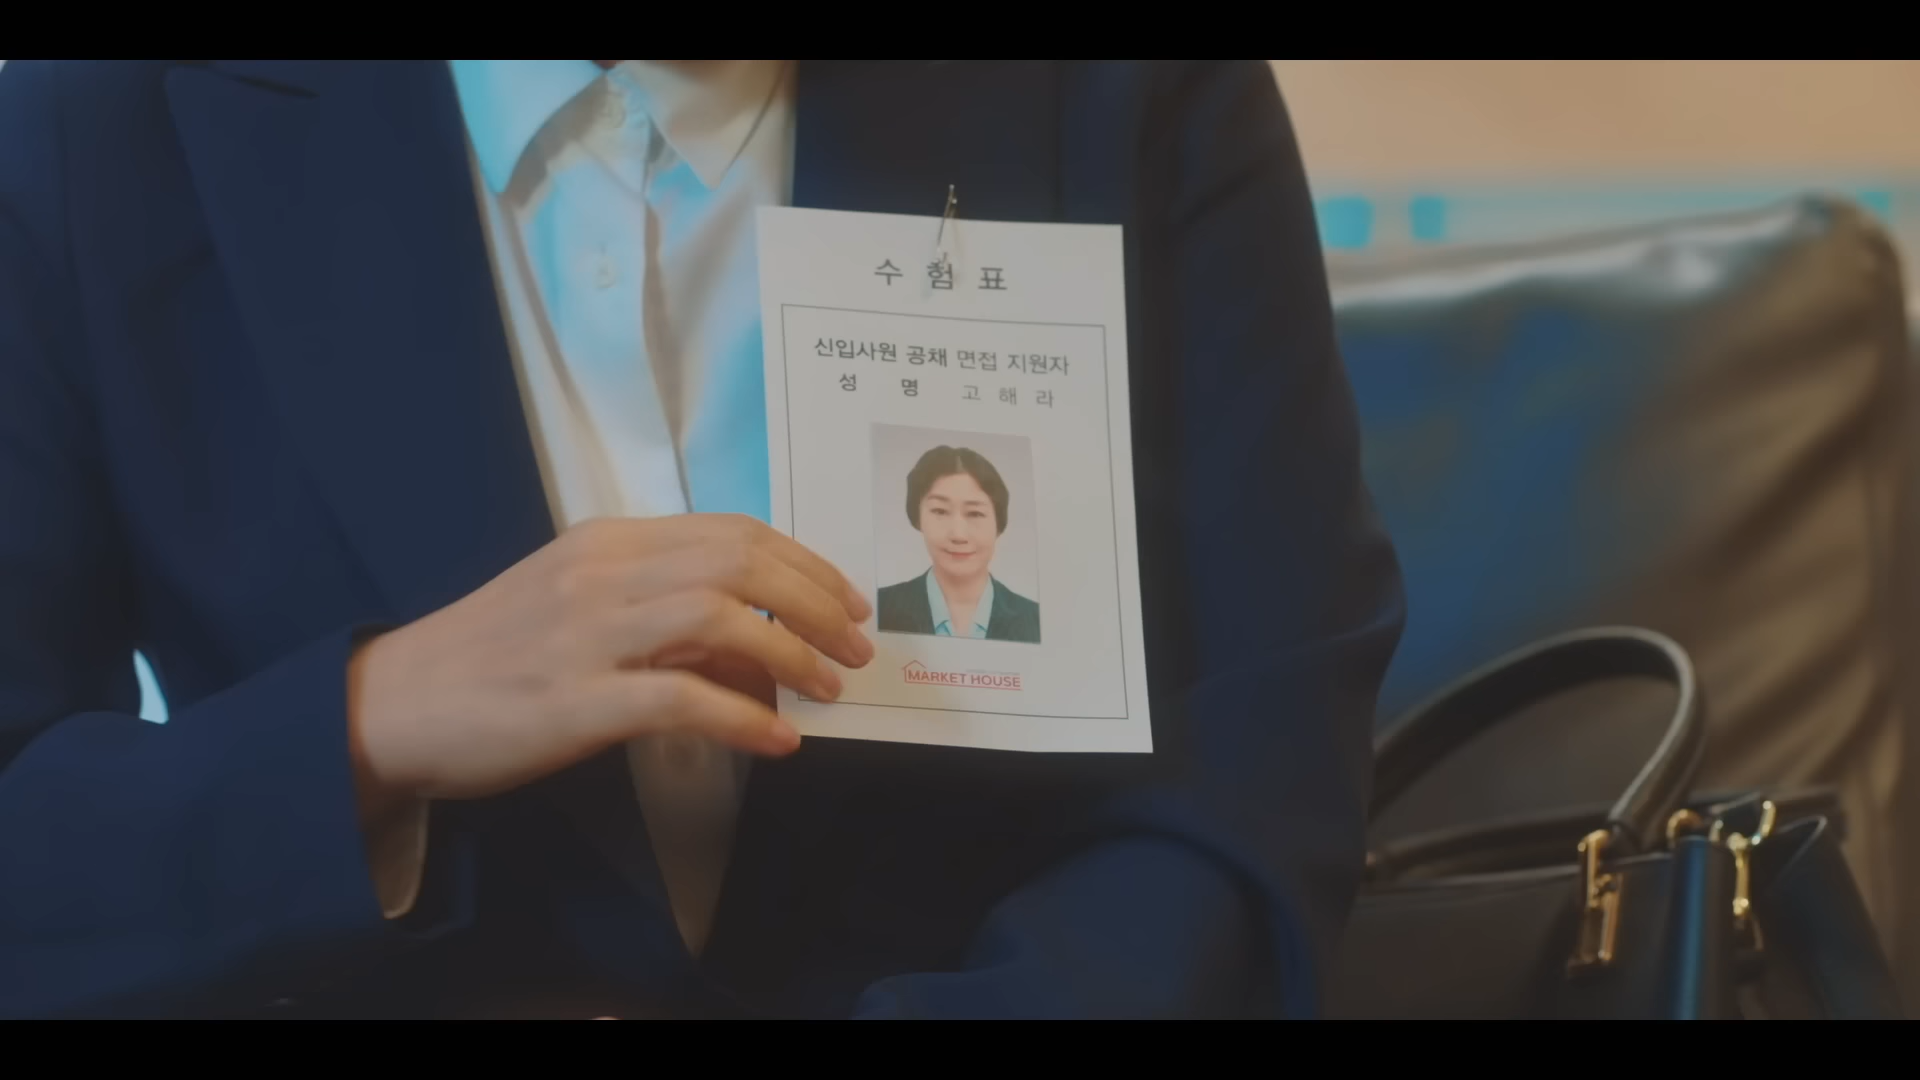 수 험 표
신입사원 공채 면접 지원자
성 명 고 해 라
MARKET HOUSE